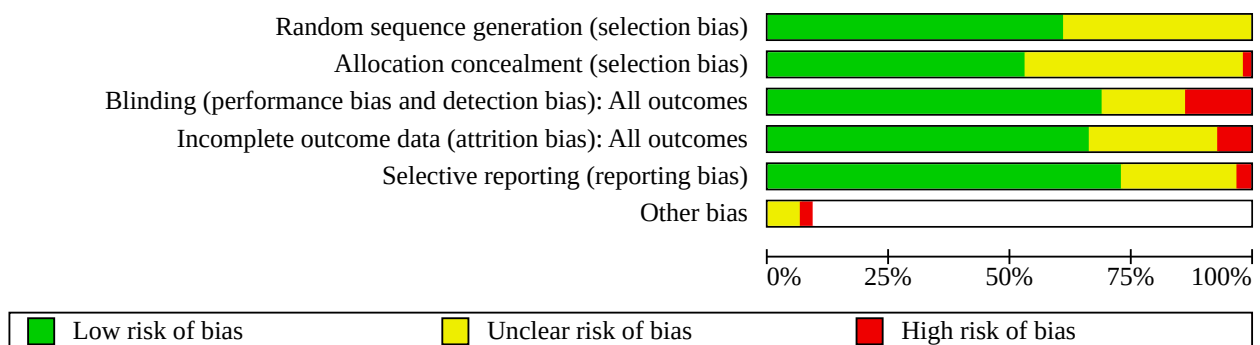 Random sequence generation (selection bias)
Allocation concealment (selection bias)
Blinding (performance bias and detection bias): All outcomes
Incomplete outcome data (attrition bias): All outcomes
Selective reporting (reporting bias)
Other bias
0% 25% 50% 75% 100%
Low risk of bias Unclear risk of bias High risk of bias